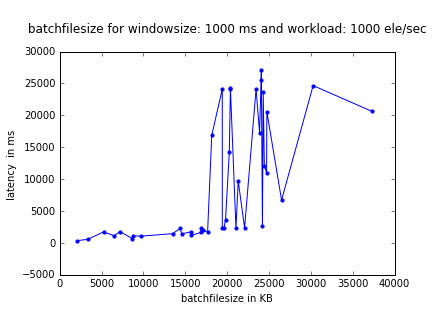 batchfilesize for windowsize: 1000 ms and workload: 1000 ele/sec
30000
25000
20000
15000
10000
5000
0
−5000
latency  in ms
0 5000 10000 15000 20000 25000 30000 35000 40000
batchfilesize in KB